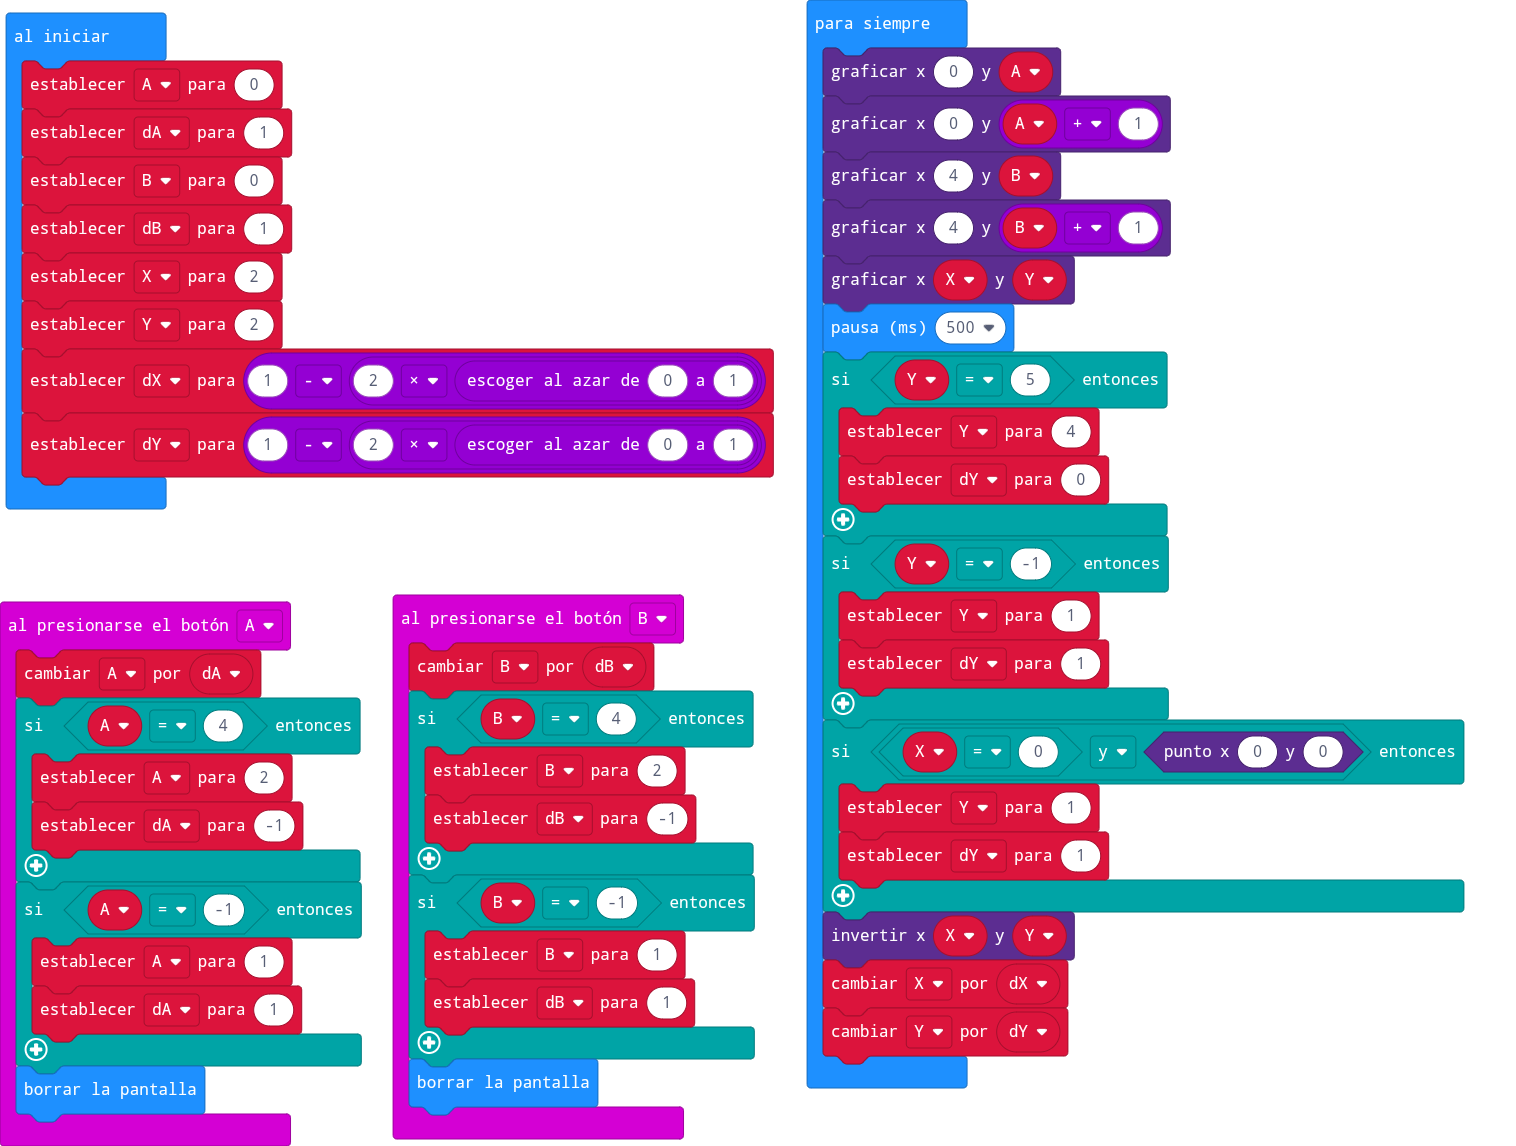 al iniciar
establecer A para 0
establecer dA para 1
establecer B para 0
establecer dB para 1
establecer X para 2
establecer Y para 2
establecer dX para 1 - 2 × escoger al azar de 0 a 1
establecer dY para 1 - 2 × escoger al azar de 0 a 1
al presionarse el botón A
cambiar A por dA
si A = 4 entonces
establecer A para 2
establecer dA para -1
si A = -1 entonces
establecer A para 1
establecer dA para 1
borrar la pantalla
al presionarse el botón B
cambiar B por dB
si B = 4 entonces
establecer B para 2
establecer dB para -1
si B = -1 entonces
establecer B para 1
establecer dB para 1
borrar la pantalla
para siempre
graficar x 0 y A
graficar x 0 y A + 1
graficar x 4 y B
graficar x 4 y B + 1
graficar x X y Y
pausa (ms) 500
si Y = 5 entonces
establecer Y para 4
establecer dY para 0
si Y = -1 entonces
establecer Y para 1
establecer dY para 1
si X = 0 y punto x 0 y 0 entonces
establecer Y para 1
establecer dY para 1
invertir x X y Y
cambiar X por dX
cambiar Y por dY